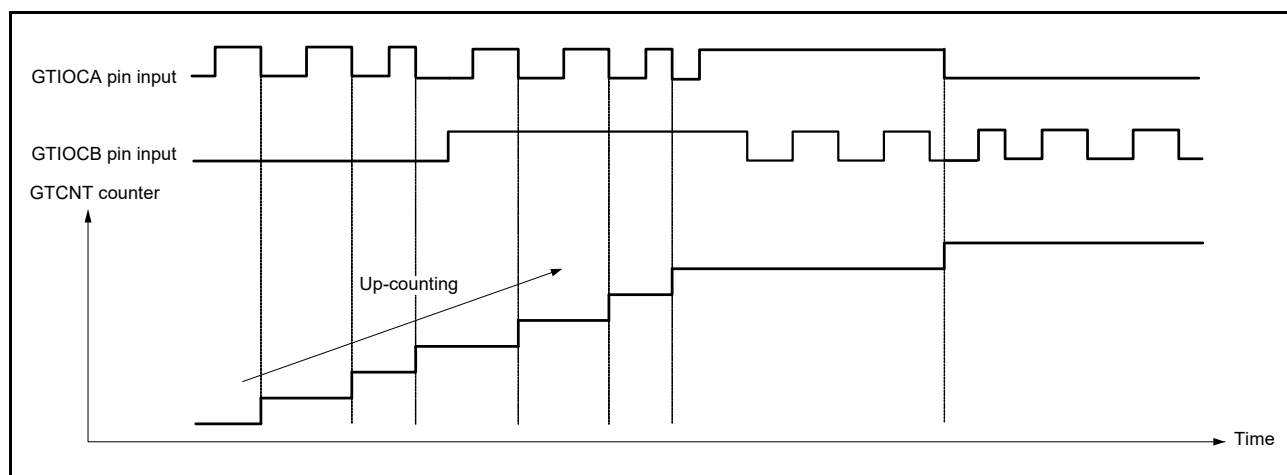 GTIOCA pin input
GTIOCB pin input
GTCNT counter
Up-counting
Time